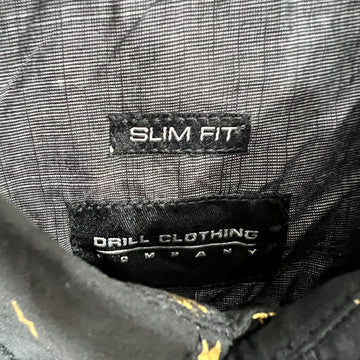 SLIM FIT
DRILL CLOTHING
COMPANY